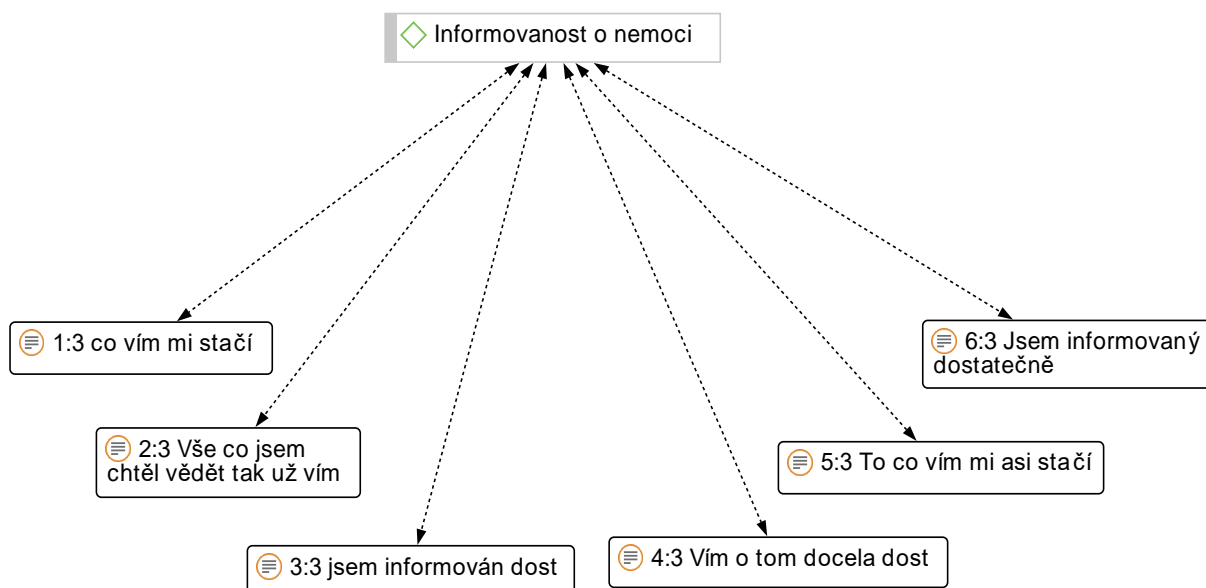 Informovanost o nemoci
1:3 co vím mi stačí
6:3 Jsem informovaný
dostatečně
2:3 Vše co jsem
chtěl vědět tak už vím
5:3 To co vím mi asi stačí
3:3 jsem informován dost
4:3 Vím o tom docela dost